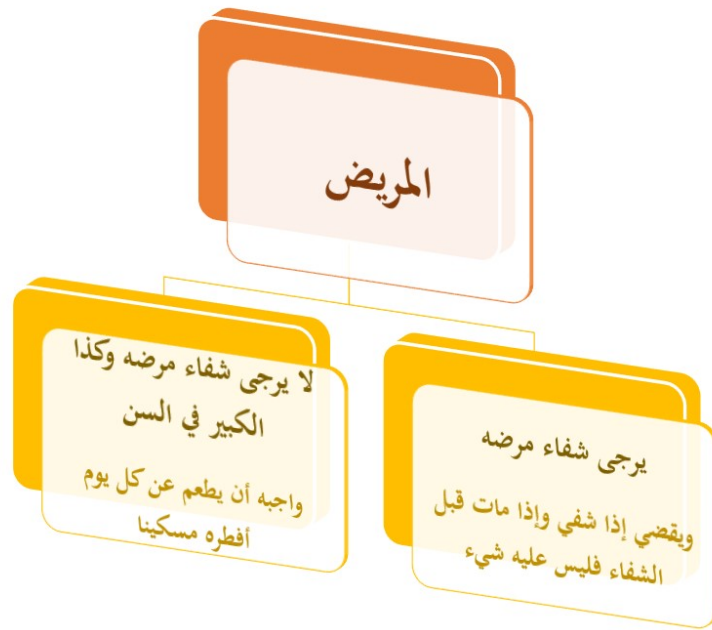 المريض
يرجى شفاء مرضه
ويقضي إذا شفي وإذا مات قبل
الشفاء فليس عليه شيء
لا يرجى شفاء مرضه وكذا
الكبير في السن
واجبه أن يطعم عن كل يوم
أفطره مسكينا